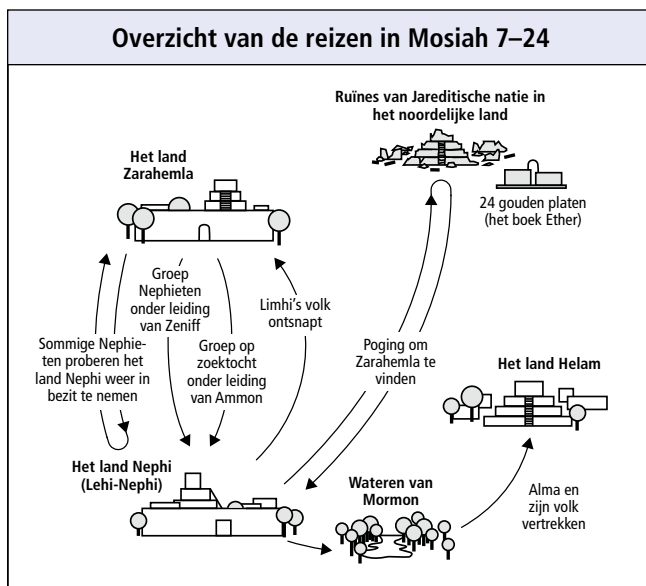 Overzicht van de reizen in Mosiah 7–24
Ruïnes van Jareditische natie in
het noordelijke land
Het land
Zarahemla
24 gouden platen
(het boek Ether)
Groep
Nephieten
onder leiding
van Zeniff
Limhi's volk
ontsnapt
Sommige Nephie-
ten proberen het
land Nephi weer in
bezit te nemen
Groep op
zoektocht
onder leiding
van Ammon
Poging om
Zarahemla te
vinden
Het land Helam
Het land Nephi
(Lehi-Nephi)
Wateren van
Mormon
Alma en
zijn volk
vertrekken